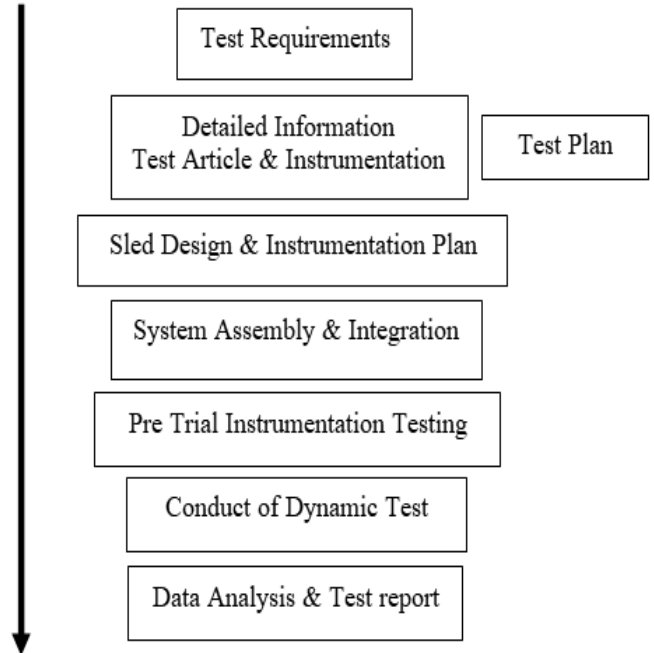 Test Requirements
Detailed Information
Test Article & Instrumentation
Test Plan
Sled Design & Instrumentation Plan
System Assembly & Integration
Pre Trial Instrumentation Testing
Conduct of Dynamic Test
Data Analysis & Test report